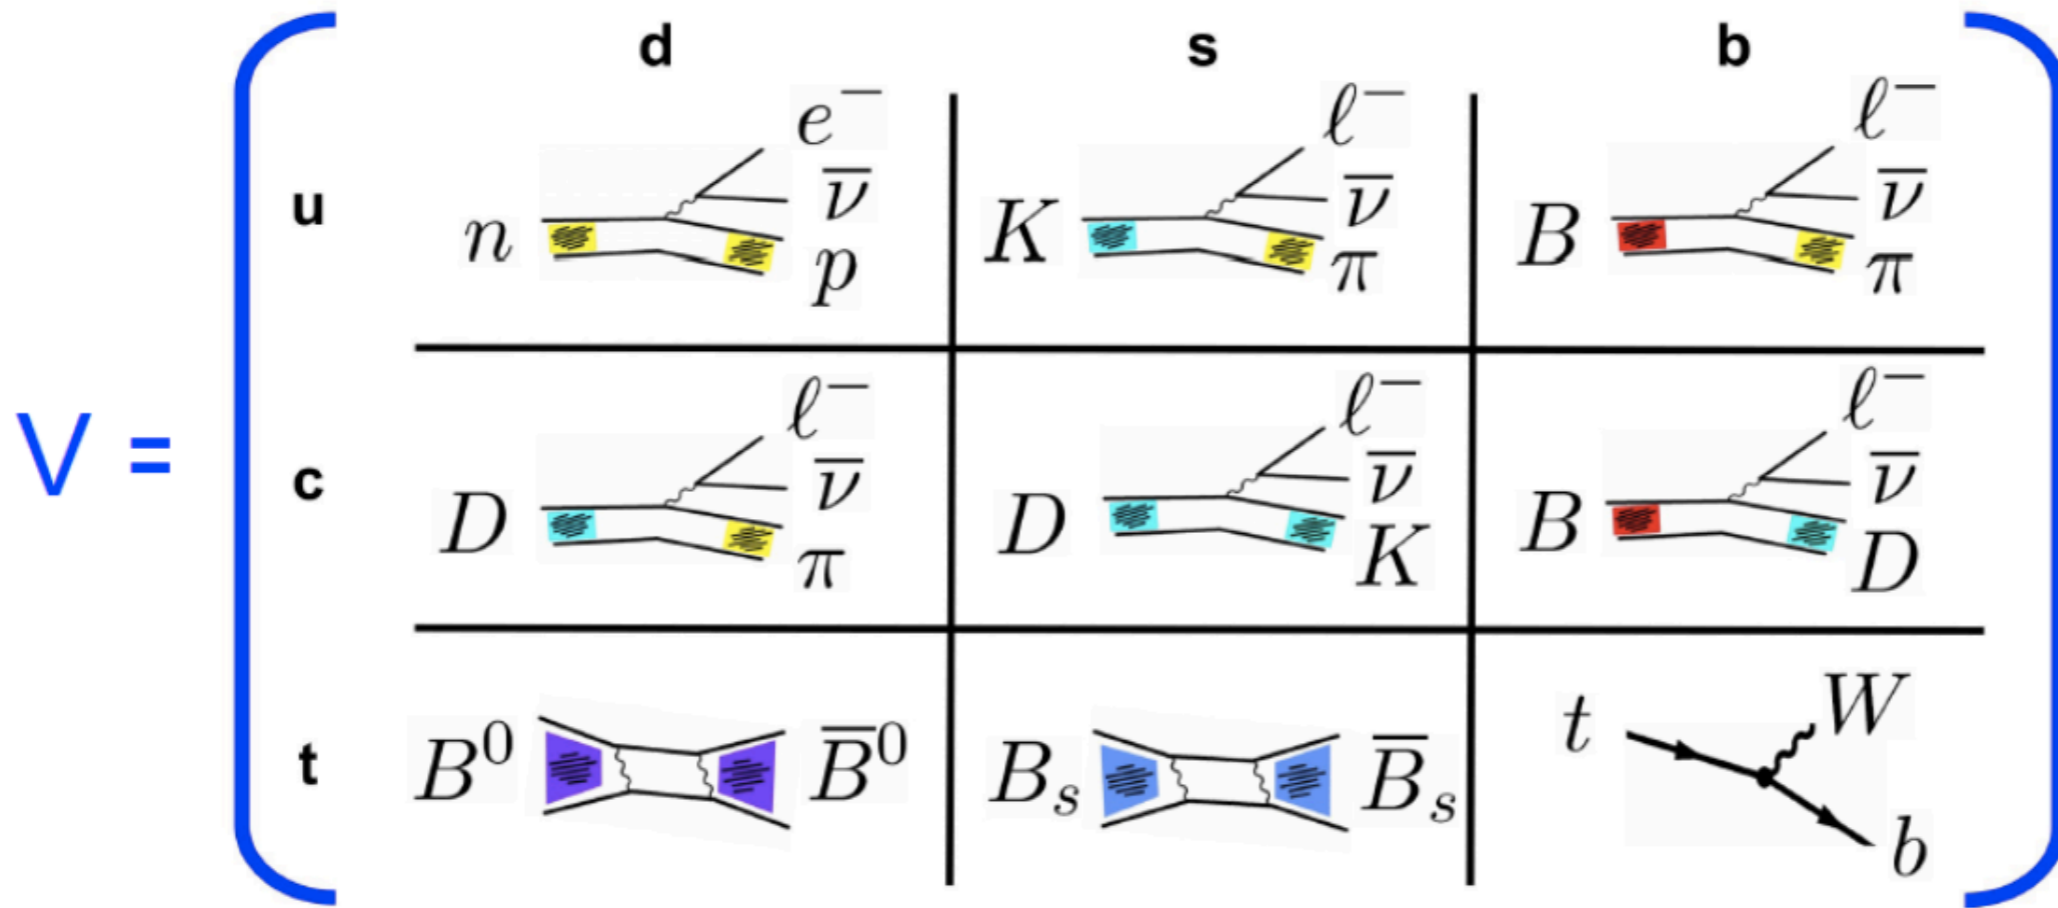 d s b
u n e⁻ ν̄ p K ℓ⁻ ν̄ π B ℓ⁻ ν̄ π
V =
c D ℓ⁻ ν̄ π D ℓ⁻ ν̄ K B ℓ⁻ ν̄ D
t B⁰ B̄⁰ Bₛ B̄ₛ t W b